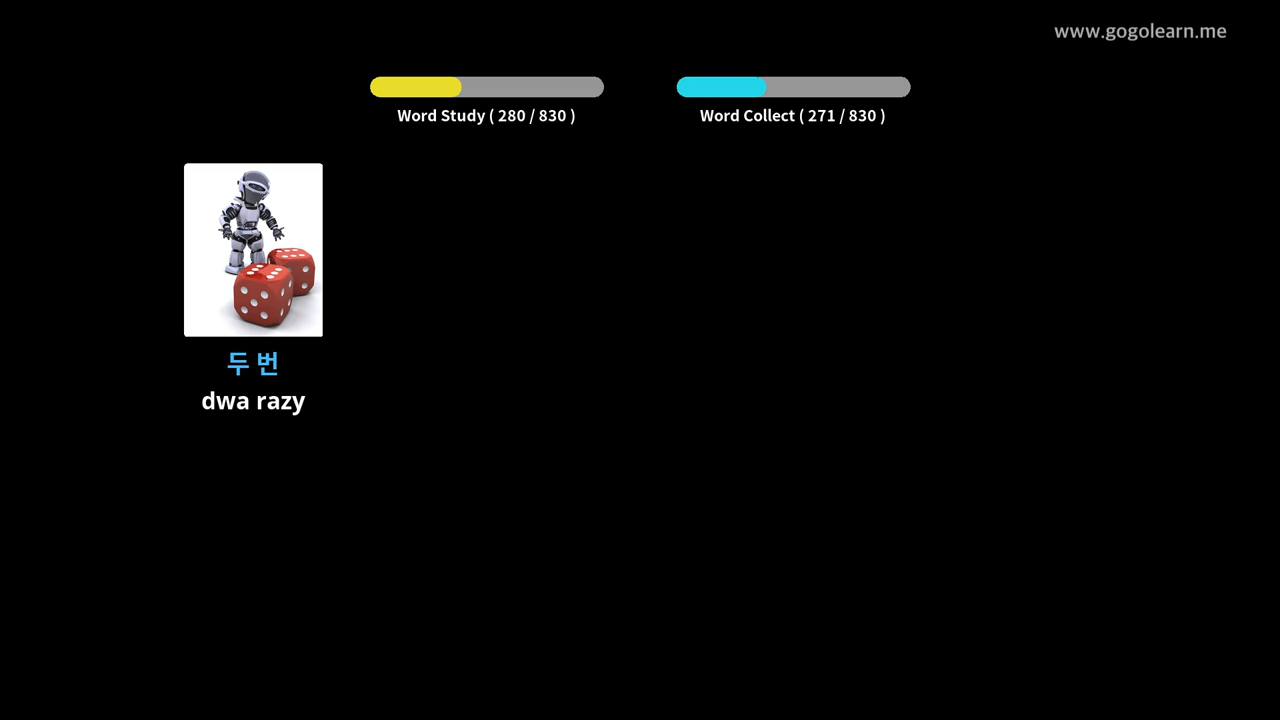 www.gogolearn.me
Word Study ( 280 / 830 )
Word Collect ( 271 / 830 )
두 번
dwa razy